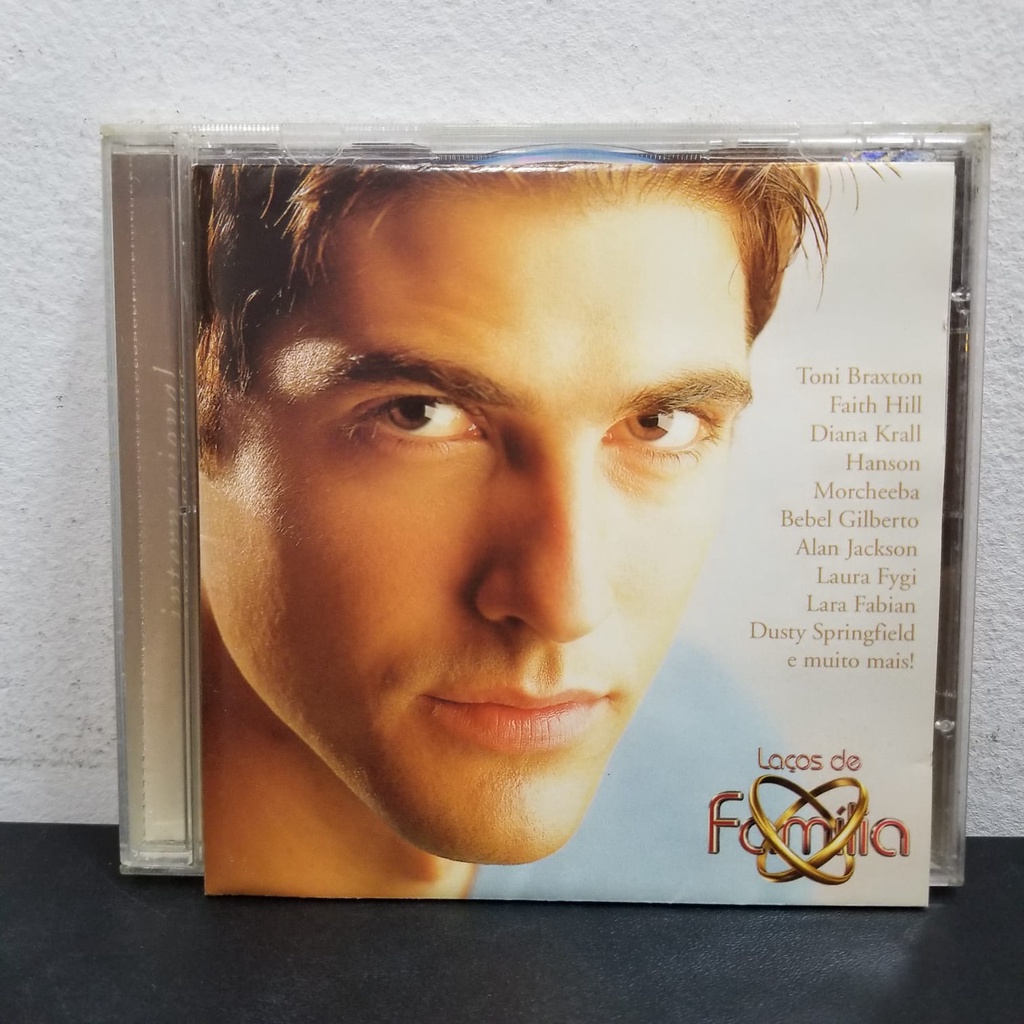 internacional
Toni Braxton
Faith Hill
Diana Krall
Hanson
Morcheeba
Bebel Gilberto
Alan Jackson
Laura Fygi
Lara Fabian
Dusty Springfield
e muito mais!
Laços de
Família